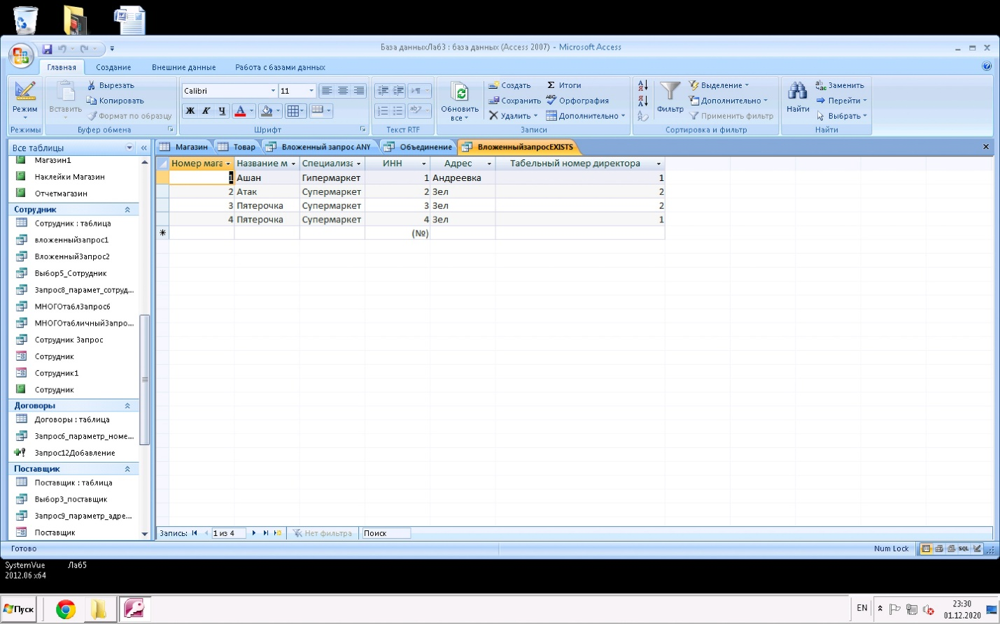 База данныхЛаб3 : база данных (Access 2007) - Microsoft Access
Главная Создание Внешние данные Работа с базами данных
Режим
Режимы
Вставить
Вырезать
Копировать
Формат по образцу
Буфер обмена
Calibri 11
Ж К Ч А
Шрифт
Текст RTF
Обновить
все
Создать
Сохранить
Удалить
Итоги
Орфография
Дополнительно
Записи
Фильтр
Выделение
Дополнительно
Применить фильтр
Сортировка и фильтр
Найти
Заменить
Перейти
Выбрать
Найти
Все таблицы
Магазин Товар Вложенный запрос ANY Объединение ВложенныйзапросEXISTS
Магазин1
Наклейки Магазин
Отчетмагазин
Сотрудник
Сотрудник : таблица
вложенныйзапрос1
ВложенныйЗапрос2
Выбор5_Сотрудник
Запрос8_парамет_сотруд...
МНОГОтаблЗапрос6
МНОГОтабличныйЗапро...
Сотрудник Запрос
Сотрудник
Сотрудник1
Сотрудник
Договоры
Договоры : таблица
Запрос6_параметр_номе...
Запрос12Добавление
Поставщик
Поставщик : таблица
Выбор3_поставщик
Запрос9_параметр_адре...
Поставщик
Номер мага Название м Специализа ИНН Адрес Табельный номер директора
1 Ашан Гипермаркет 1 Андреевка 1
2 Атак Супермаркет 2 Зел 2
3 Пятерочка Супермаркет 3 Зел 2
4 Пятерочка Супермаркет 4 Зел 1
(№)
Запись: 1 из 4 Нет фильтра Поиск
Готово
Num Lock
SQL
SystemVue
2012.06 x64
Лаб5
Пуск
EN
23:30
01.12.2020